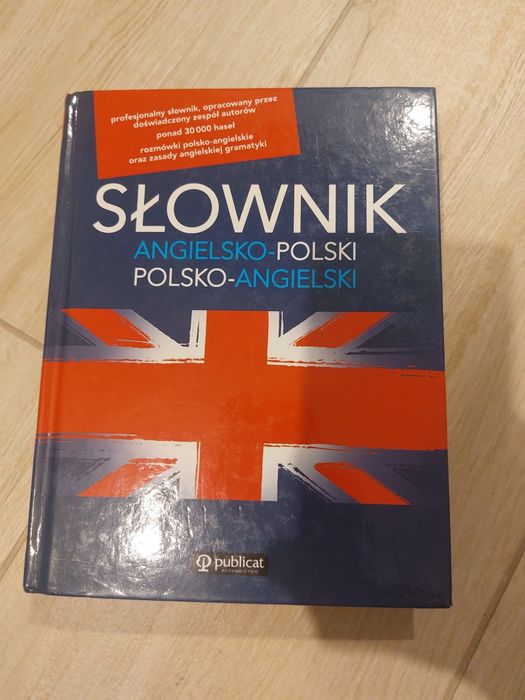 profesjonalny słownik, opracowany przez
doświadczony zespół autorów
ponad 30 000 haseł
rozmówki polsko-angielskie
oraz zasady angielskiej gramatyki
SŁOWNIK
ANGIELSKO-POLSKI
POLSKO-ANGIELSKI
publicat